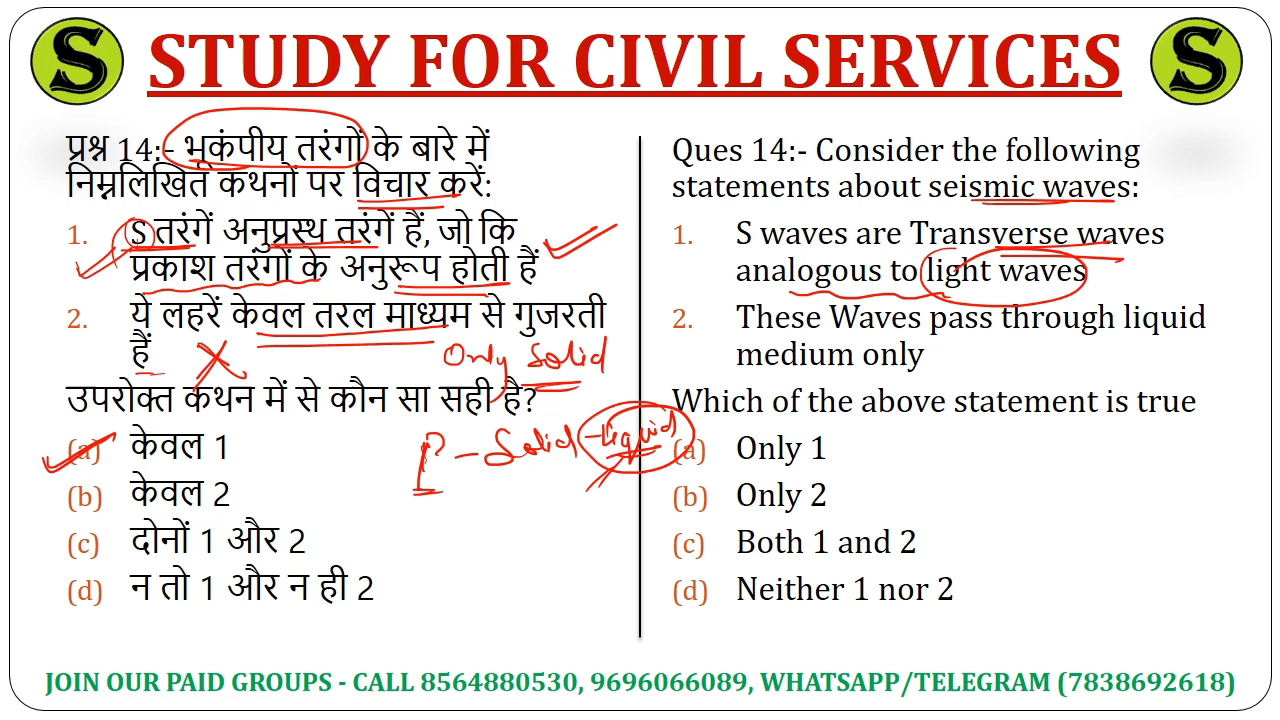 S STUDY FOR CIVIL SERVICES S
प्रश्न 14:- भूकंपीय तरंगों के बारे में
निम्नलिखित कथनों पर विचार करें:
1. S तरंगें अनुप्रस्थ तरंगें हैं, जो कि
प्रकाश तरंगों के अनुरूप होती हैं
2. ये लहरें केवल तरल माध्यम से गुजरती
हैं
Only Solid
उपरोक्त कथन में से कौन सा सही है?
P - Solid - liquid
(a) केवल 1
(b) केवल 2
(c) दोनों 1 और 2
(d) न तो 1 और न ही 2
Ques 14:- Consider the following
statements about seismic waves:
1. S waves are Transverse waves
analogous to light waves
2. These Waves pass through liquid
medium only
Which of the above statement is true
(a) Only 1
(b) Only 2
(c) Both 1 and 2
(d) Neither 1 nor 2
JOIN OUR PAID GROUPS - CALL 8564880530, 9696066089, WHATSAPP/TELEGRAM (7838692618)